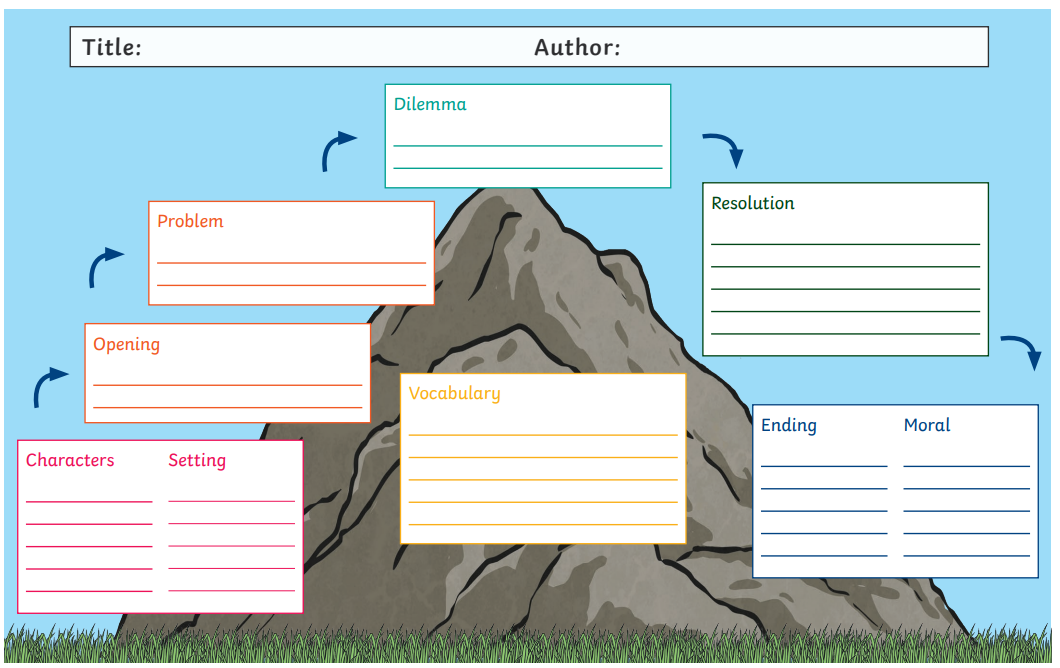 Title: Author:
Dilemma
Problem
Resolution
Opening
Vocabulary
Ending Moral
Characters Setting